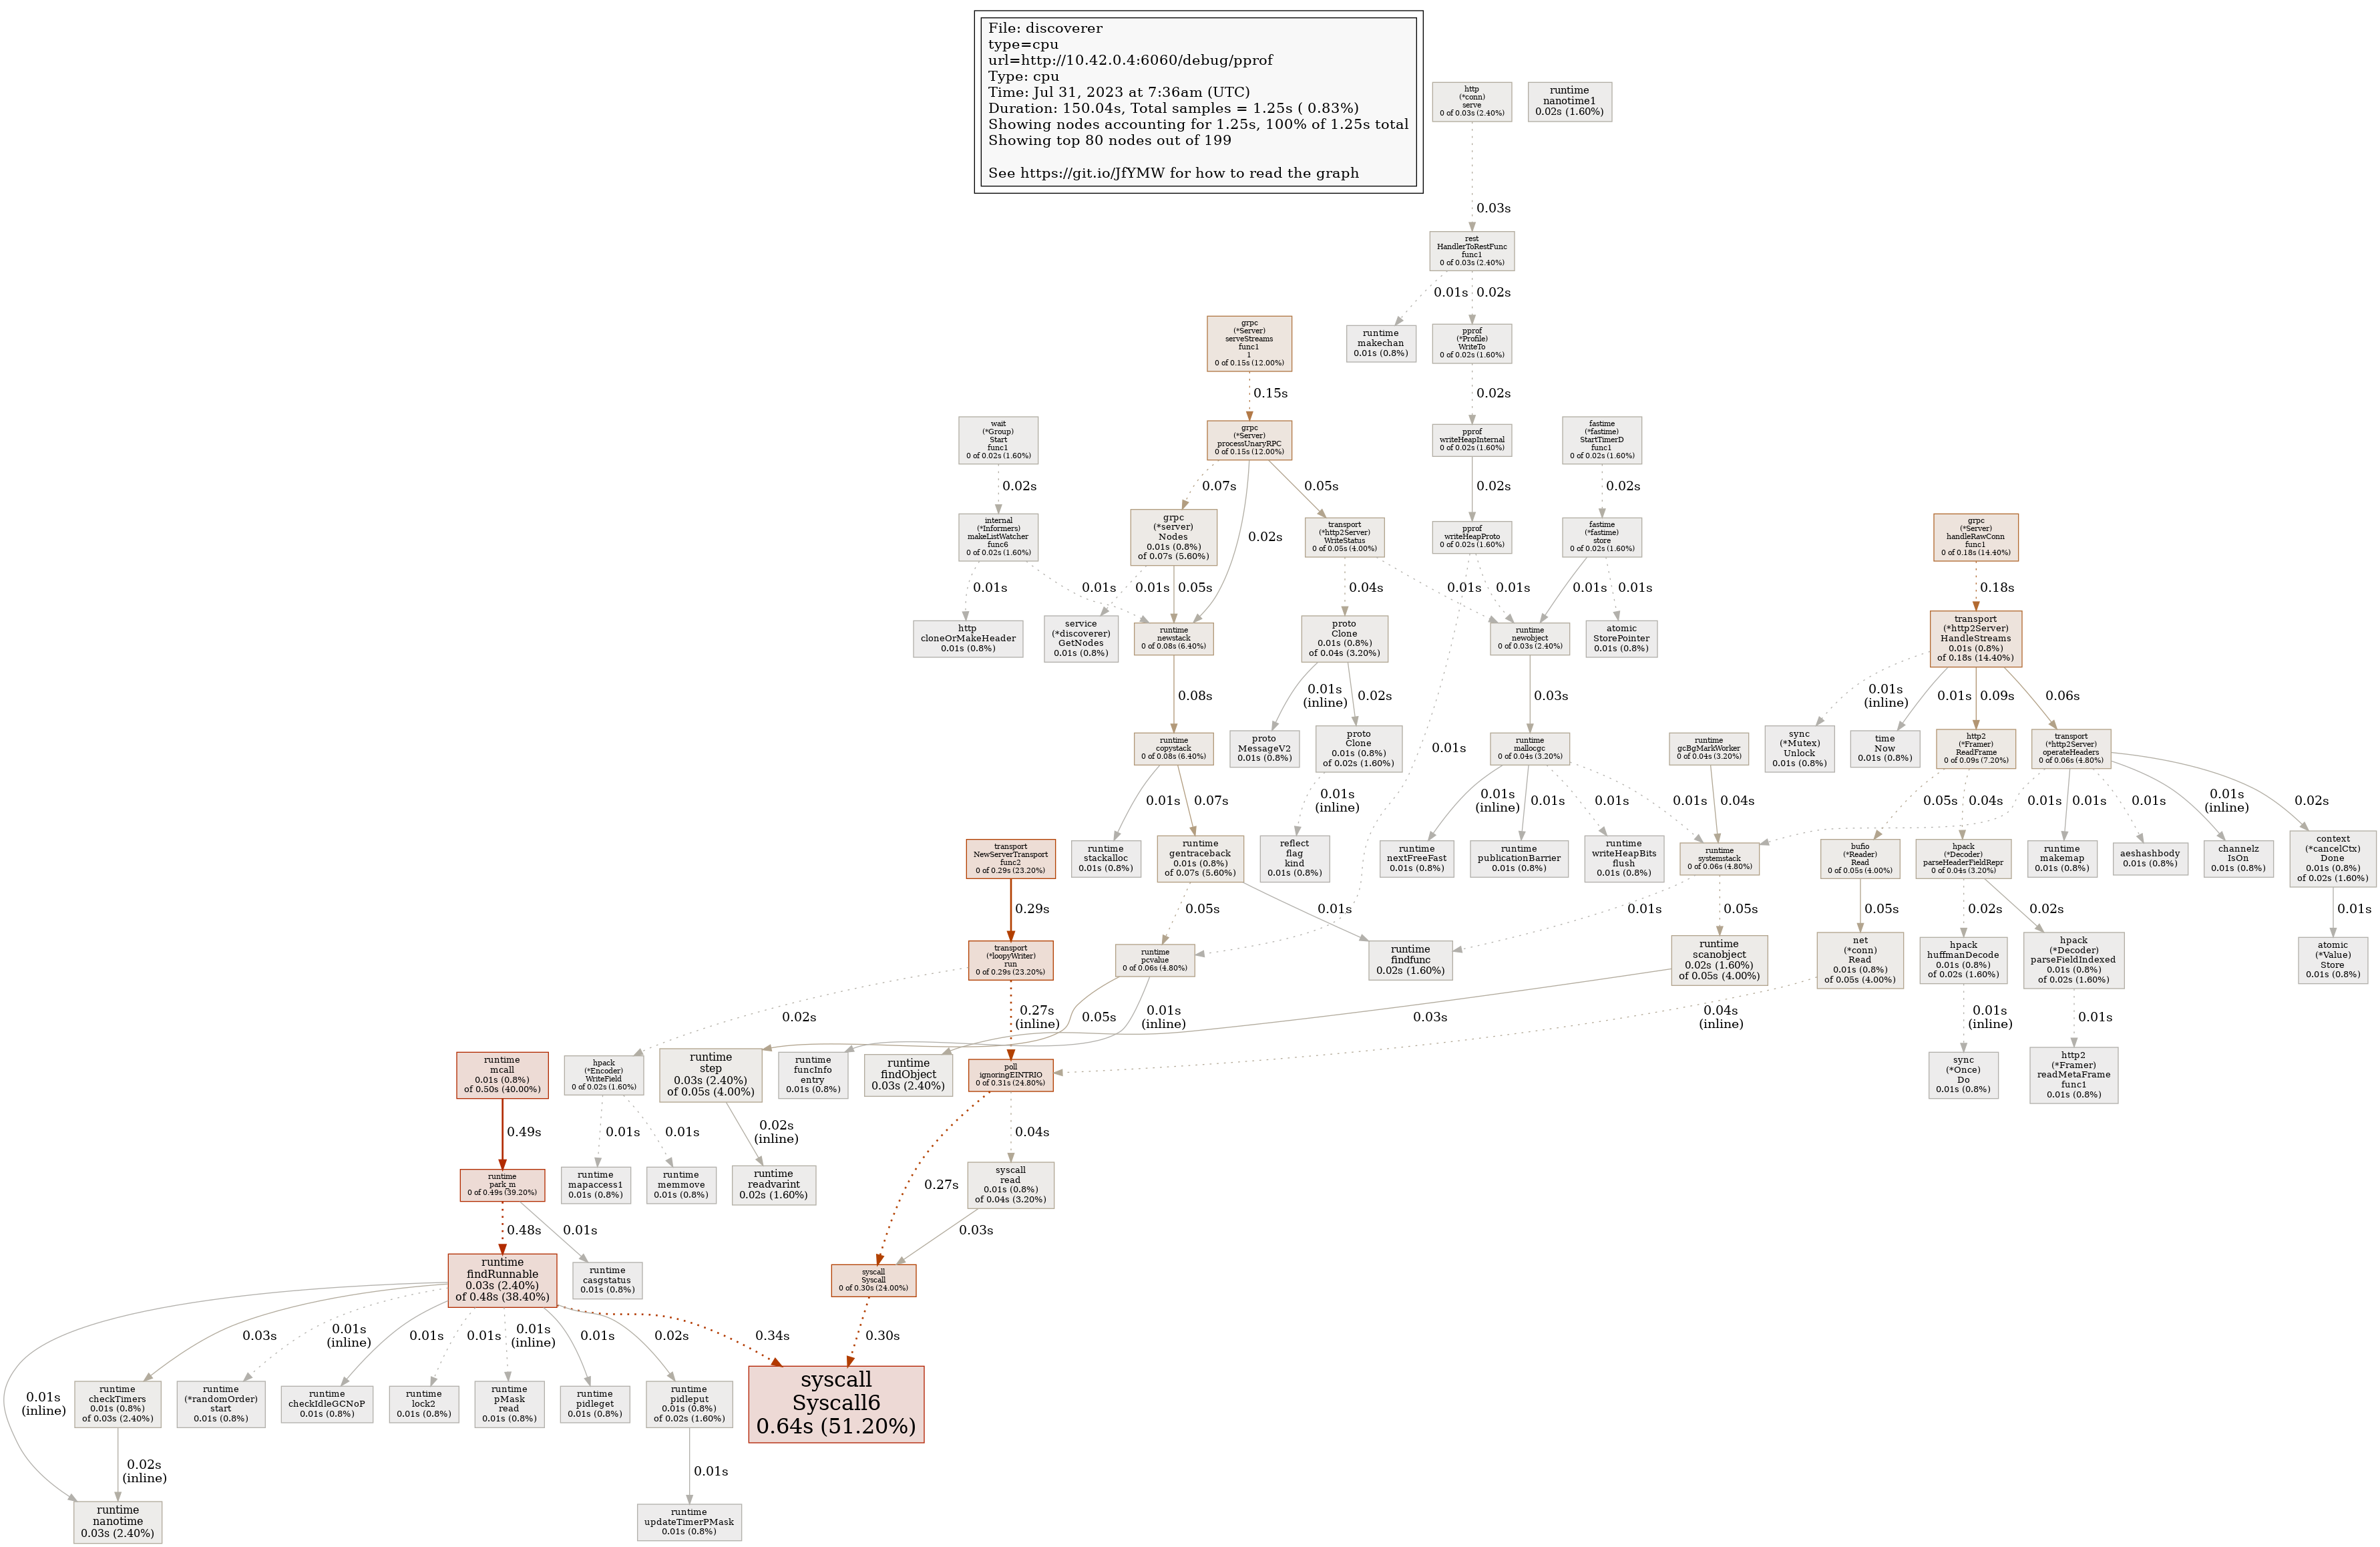 File: discoverer
type=cpu
url=http://10.42.0.4:6060/debug/pprof
Type: cpu
Time: Jul 31, 2023 at 7:36am (UTC)
Duration: 150.04s, Total samples = 1.25s ( 0.83%)
Showing nodes accounting for 1.25s, 100% of 1.25s total
Showing top 80 nodes out of 199
See https://git.io/JfYMW for how to read the graph
http
(*conn)
serve
0 of 0.03s (2.40%)
runtime
nanotime1
0.02s (1.60%)
0.03s
rest
HandlerToRestFunc
func1
0 of 0.03s (2.40%)
0.01s
0.02s
grpc
(*Server)
serveStreams
func1
1
0 of 0.15s (12.00%)
runtime
makechan
0.01s (0.8%)
pprof
(*Profile)
WriteTo
0 of 0.02s (1.60%)
0.15s
0.02s
wait
(*Group)
Start
func1
0 of 0.02s (1.60%)
grpc
(*Server)
processUnaryRPC
0 of 0.15s (12.00%)
pprof
writeHeapInternal
0 of 0.02s (1.60%)
fastime
(*fastime)
StartTimerD
func1
0 of 0.02s (1.60%)
0.02s
0.07s
0.02s
0.05s
0.02s
0.02s
internal
(*Informers)
makeListWatcher
func6
0 of 0.02s (1.60%)
grpc
(*server)
Nodes
0.01s (0.8%)
of 0.07s (5.60%)
transport
(*http2Server)
WriteStatus
0 of 0.05s (4.00%)
pprof
writeHeapProto
0 of 0.02s (1.60%)
fastime
(*fastime)
store
0 of 0.02s (1.60%)
grpc
(*Server)
handleRawConn
func1
0 of 0.18s (14.40%)
0.01s
0.01s
0.01s
0.05s
0.04s
0.01s
0.01s
0.01s
0.01s
0.18s
http
cloneOrMakeHeader
0.01s (0.8%)
service
(*discoverer)
GetNodes
0.01s (0.8%)
runtime
newstack
0 of 0.08s (6.40%)
proto
Clone
0.01s (0.8%)
of 0.04s (3.20%)
runtime
newobject
0 of 0.03s (2.40%)
atomic
StorePointer
0.01s (0.8%)
transport
(*http2Server)
HandleStreams
0.01s (0.8%)
of 0.18s (14.40%)
0.08s
0.01s
(inline)
0.02s
0.01s
0.03s
0.01s
(inline)
0.01s
0.09s
0.06s
runtime
copystack
0 of 0.08s (6.40%)
proto
MessageV2
0.01s (0.8%)
proto
Clone
0.01s (0.8%)
of 0.02s (1.60%)
runtime
mallocgc
0 of 0.04s (3.20%)
runtime
gcBgMarkWorker
0 of 0.04s (3.20%)
sync
(*Mutex)
Unlock
0.01s (0.8%)
time
Now
0.01s (0.8%)
http2
(*Framer)
ReadFrame
0 of 0.09s (7.20%)
transport
(*http2Server)
operateHeaders
0 of 0.06s (4.80%)
0.01s
0.07s
0.01s
(inline)
0.01s
(inline)
0.01s
0.01s
0.01s
0.04s
0.05s
0.04s
0.01s
0.01s
0.01s
0.01s
(inline)
0.02s
transport
NewServerTransport
func2
0 of 0.29s (23.20%)
runtime
stackalloc
0.01s (0.8%)
runtime
gentraceback
0.01s (0.8%)
of 0.07s (5.60%)
reflect
flag
kind
0.01s (0.8%)
runtime
nextFreeFast
0.01s (0.8%)
runtime
publicationBarrier
0.01s (0.8%)
runtime
writeHeapBits
flush
0.01s (0.8%)
runtime
systemstack
0 of 0.06s (4.80%)
bufio
(*Reader)
Read
0 of 0.05s (4.00%)
hpack
(*Decoder)
parseHeaderFieldRepr
0 of 0.04s (3.20%)
runtime
makemap
0.01s (0.8%)
aeshashbody
0.01s (0.8%)
channelz
IsOn
0.01s (0.8%)
context
(*cancelCtx)
Done
0.01s (0.8%)
of 0.02s (1.60%)
0.29s
0.05s
0.01s
0.01s
0.05s
0.05s
0.02s
0.02s
0.01s
transport
(*loopyWriter)
run
0 of 0.29s (23.20%)
runtime
pcvalue
0 of 0.06s (4.80%)
runtime
findfunc
0.02s (1.60%)
runtime
scanobject
0.02s (1.60%)
of 0.05s (4.00%)
net
(*conn)
Read
0.01s (0.8%)
of 0.05s (4.00%)
hpack
huffmanDecode
0.01s (0.8%)
of 0.02s (1.60%)
hpack
(*Decoder)
parseFieldIndexed
0.01s (0.8%)
of 0.02s (1.60%)
atomic
(*Value)
Store
0.01s (0.8%)
0.02s
0.27s
(inline)
0.05s
0.01s
(inline)
0.03s
0.04s
(inline)
0.01s
(inline)
0.01s
runtime
mcall
0.01s (0.8%)
of 0.50s (40.00%)
hpack
(*Encoder)
WriteField
0 of 0.02s (1.60%)
runtime
step
0.03s (2.40%)
of 0.05s (4.00%)
runtime
funcInfo
entry
0.01s (0.8%)
runtime
findObject
0.03s (2.40%)
poll
ignoringEINTRIO
0 of 0.31s (24.80%)
sync
(*Once)
Do
0.01s (0.8%)
http2
(*Framer)
readMetaFrame
func1
0.01s (0.8%)
0.49s
0.01s
0.01s
0.02s
(inline)
0.27s
0.04s
runtime
park_m
0 of 0.49s (39.20%)
runtime
mapaccess1
0.01s (0.8%)
runtime
memmove
0.01s (0.8%)
runtime
readvarint
0.02s (1.60%)
syscall
read
0.01s (0.8%)
of 0.04s (3.20%)
0.48s
0.01s
0.03s
runtime
findRunnable
0.03s (2.40%)
of 0.48s (38.40%)
runtime
casgstatus
0.01s (0.8%)
syscall
Syscall
0 of 0.30s (24.00%)
0.01s
(inline)
0.03s
0.01s
(inline)
0.01s
0.01s
0.01s
(inline)
0.01s
0.02s
0.34s
0.30s
runtime
checkTimers
0.01s (0.8%)
of 0.03s (2.40%)
runtime
(*randomOrder)
start
0.01s (0.8%)
runtime
checkIdleGCNoP
0.01s (0.8%)
runtime
lock2
0.01s (0.8%)
runtime
pMask
read
0.01s (0.8%)
runtime
pidleget
0.01s (0.8%)
runtime
pidleput
0.01s (0.8%)
of 0.02s (1.60%)
syscall
Syscall6
0.64s (51.20%)
0.02s
(inline)
0.01s
runtime
nanotime
0.03s (2.40%)
runtime
updateTimerPMask
0.01s (0.8%)